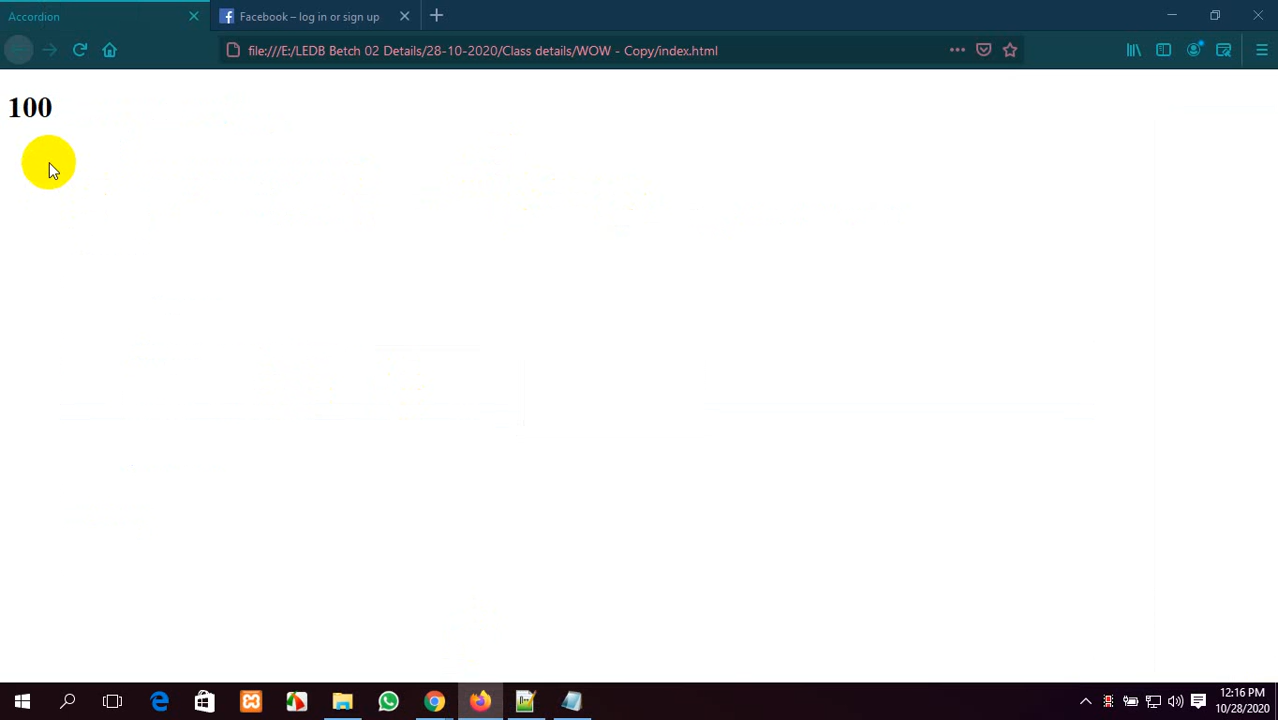 Accordion
Facebook – log in or sign up
file:///E:/LEDB Betch 02 Details/28-10-2020/Class details/WOW - Copy/index.html
100
12:16 PM
10/28/2020